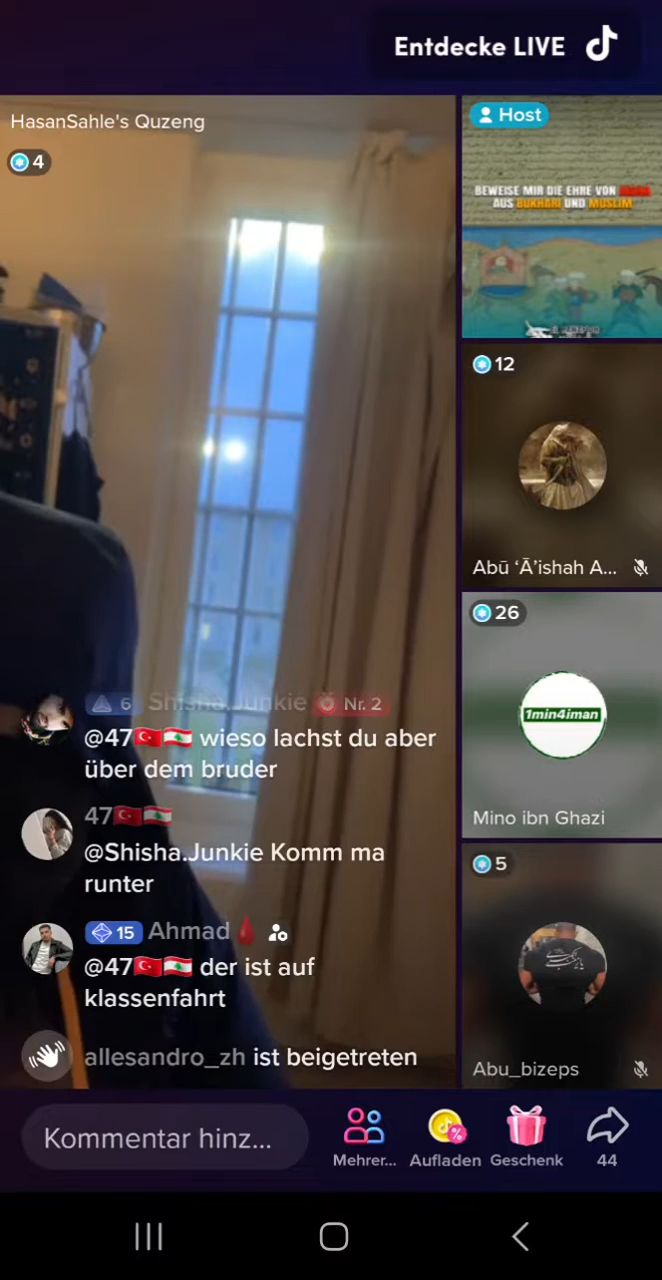 Entdecke LIVE
HasanSahle's Quzeng
4
Host
BEWEISE MIR DIE EHRE VON
AUS BUKHARI UND MUSLIM
12
Abū ‘Ā’ishah A...
26
1min4iman
Mino ibn Ghazi
5
Abu_bizeps
6 Shisha.Junkie Nr. 2
@47🇹🇷🇱🇧 wieso lachst du aber
über dem bruder
47🇹🇷🇱🇧
@Shisha.Junkie Komm ma
runter
15 Ahmad🩸
@47🇹🇷🇱🇧 der ist auf
klassenfahrt
allesandro_zh ist beigetreten
Kommentar hinz...
Mehrer...
Aufladen
Geschenk
44